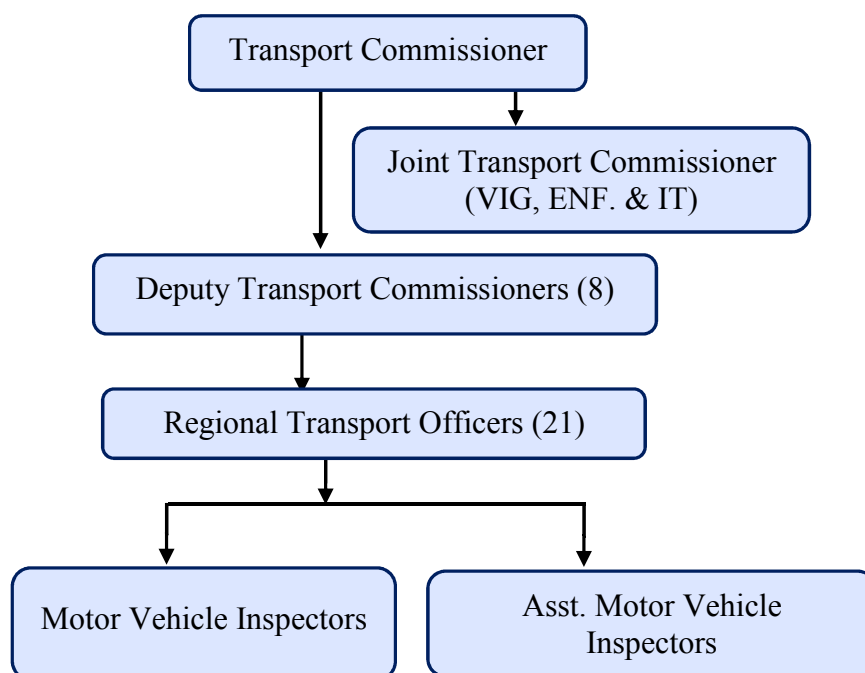 Transport Commissioner
Joint Transport Commissioner
(VIG, ENF. & IT)
Deputy Transport Commissioners (8)
Regional Transport Officers (21)
Motor Vehicle Inspectors
Asst. Motor Vehicle
Inspectors